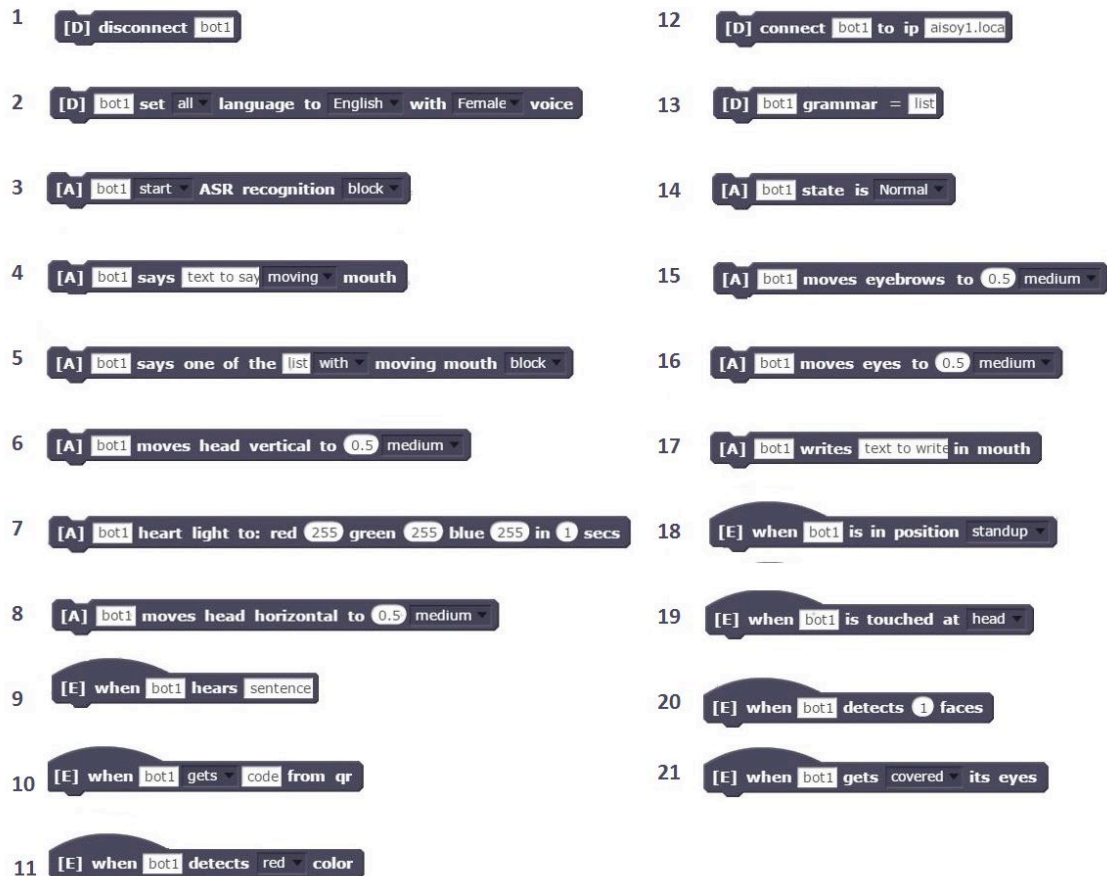 1 [D] disconnect bot1
2 [D] bot1 set all language to English with Female voice
3 [A] bot1 start ASR recognition block
4 [A] bot1 says text to say moving mouth
5 [A] bot1 says one of the list with moving mouth block
6 [A] bot1 moves head vertical to 0.5 medium
7 [A] bot1 heart light to: red 255 green 255 blue 255 in 1 secs
8 [A] bot1 moves head horizontal to 0.5 medium
9 [E] when bot1 hears sentence
10 [E] when bot1 gets code from qr
11 [E] when bot1 detects red color
12 [D] connect bot1 to ip aisoy1.loca
13 [D] bot1 grammar = list
14 [A] bot1 state is Normal
15 [A] bot1 moves eyebrows to 0.5 medium
16 [A] bot1 moves eyes to 0.5 medium
17 [A] bot1 writes text to write in mouth
18 [E] when bot1 is in position standup
19 [E] when bot1 is touched at head
20 [E] when bot1 detects 1 faces
21 [E] when bot1 gets covered its eyes